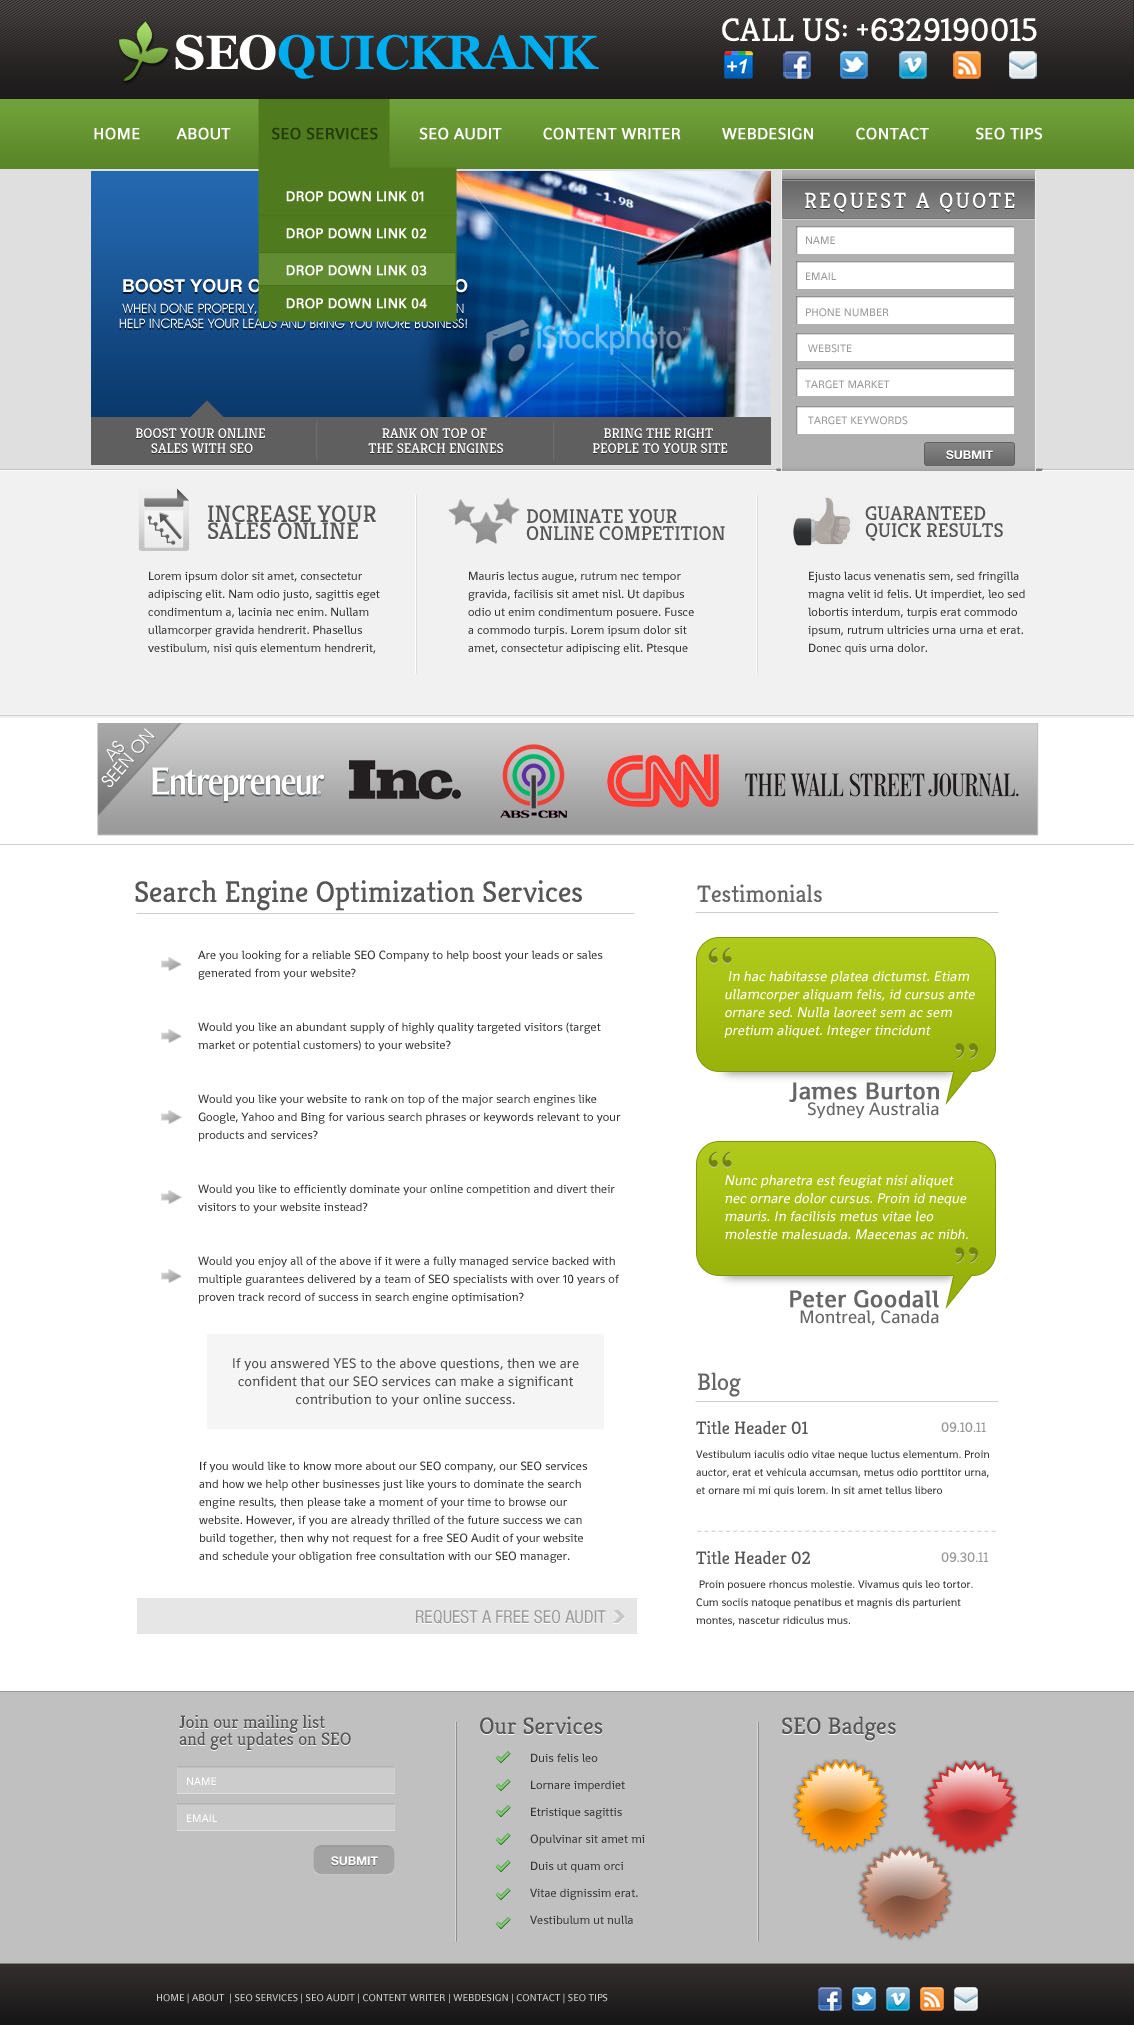 SEOQUICKRANK
CALL US: +6329190015
+1
HOME
ABOUT
SEO SERVICES
SEO AUDIT
CONTENT WRITER
WEBDESIGN
CONTACT
SEO TIPS
DROP DOWN LINK 01
DROP DOWN LINK 02
DROP DOWN LINK 03
DROP DOWN LINK 04
.68 -1.98
BOOST YOUR O
WHEN DONE PROPERLY,
HELP INCREASE YOUR LEADS AND BRING YOU MORE BUSINESS!
iStockphoto™
BOOST YOUR ONLINE
SALES WITH SEO
RANK ON TOP OF
THE SEARCH ENGINES
BRING THE RIGHT
PEOPLE TO YOUR SITE
REQUEST A QUOTE
NAME
EMAIL
PHONE NUMBER
WEBSITE
TARGET MARKET
TARGET KEYWORDS
SUBMIT
INCREASE YOUR
SALES ONLINE
Lorem ipsum dolor sit amet, consectetur
adipiscing elit. Nam odio justo, sagittis eget
condimentum a, lacinia nec enim. Nullam
ullamcorper gravida hendrerit. Phasellus
vestibulum, nisi quis elementum hendrerit,
DOMINATE YOUR
ONLINE COMPETITION
Mauris lectus augue, rutrum nec tempor
gravida, facilisis sit amet nisl. Ut dapibus
odio ut enim condimentum posuere. Fusce
a commodo turpis. Lorem ipsum dolor sit
amet, consectetur adipiscing elit. Ptesque
GUARANTEED
QUICK RESULTS
Ejusto lacus venenatis sem, sed fringilla
magna velit id felis. Ut imperdiet, leo sed
lobortis interdum, turpis erat commodo
ipsum, rutrum ultricies urna urna et erat.
Donec quis urna dolor.
AS
SEEN ON
Entrepreneur
Inc.
ABS-CBN
CNN
THE WALL STREET JOURNAL.
Search Engine Optimization Services
Are you looking for a reliable SEO Company to help boost your leads or sales
generated from your website?
Would you like an abundant supply of highly quality targeted visitors (target
market or potential customers) to your website?
Would you like your website to rank on top of the major search engines like
Google, Yahoo and Bing for various search phrases or keywords relevant to your
products and services?
Would you like to efficiently dominate your online competition and divert their
visitors to your website instead?
Would you enjoy all of the above if it were a fully managed service backed with
multiple guarantees delivered by a team of SEO specialists with over 10 years of
proven track record of success in search engine optimisation?
If you answered YES to the above questions, then we are
confident that our SEO services can make a significant
contribution to your online success.
If you would like to know more about our SEO company, our SEO services
and how we help other businesses just like yours to dominate the search
engine results, then please take a moment of your time to browse our
website. However, if you are already thrilled of the future success we can
build together, then why not request for a free SEO Audit of your website
and schedule your obligation free consultation with our SEO manager.
REQUEST A FREE SEO AUDIT
Testimonials
“ In hac habitasse platea dictumst. Etiam
ullamcorper aliquam felis, id cursus ante
ornare sed. Nulla laoreet sem ac sem
pretium aliquet. Integer tincidunt ”
James Burton
Sydney Australia
“ Nunc pharetra est feugiat nisi aliquet
nec ornare dolor cursus. Proin id neque
mauris. In facilisis metus vitae leo
molestie malesuada. Maecenas ac nibh. ”
Peter Goodall
Montreal, Canada
Blog
Title Header 01
09.10.11
Vestibulum iaculis odio vitae neque luctus elementum. Proin
auctor, erat et vehicula accumsan, metus odio porttitor urna,
et ornare mi mi quis lorem. In sit amet tellus libero
Title Header 02
09.30.11
Proin posuere rhoncus molestie. Vivamus quis leo tortor.
Cum sociis natoque penatibus et magnis dis parturient
montes, nascetur ridiculus mus.
Join our mailing list
and get updates on SEO
NAME
EMAIL
SUBMIT
Our Services
Duis felis leo
Lornare imperdiet
Etristique sagittis
Opulvinar sit amet mi
Duis ut quam orci
Vitae dignissim erat.
Vestibulum ut nulla
SEO Badges
HOME | ABOUT | SEO SERVICES | SEO AUDIT | CONTENT WRITER | WEBDESIGN | CONTACT | SEO TIPS